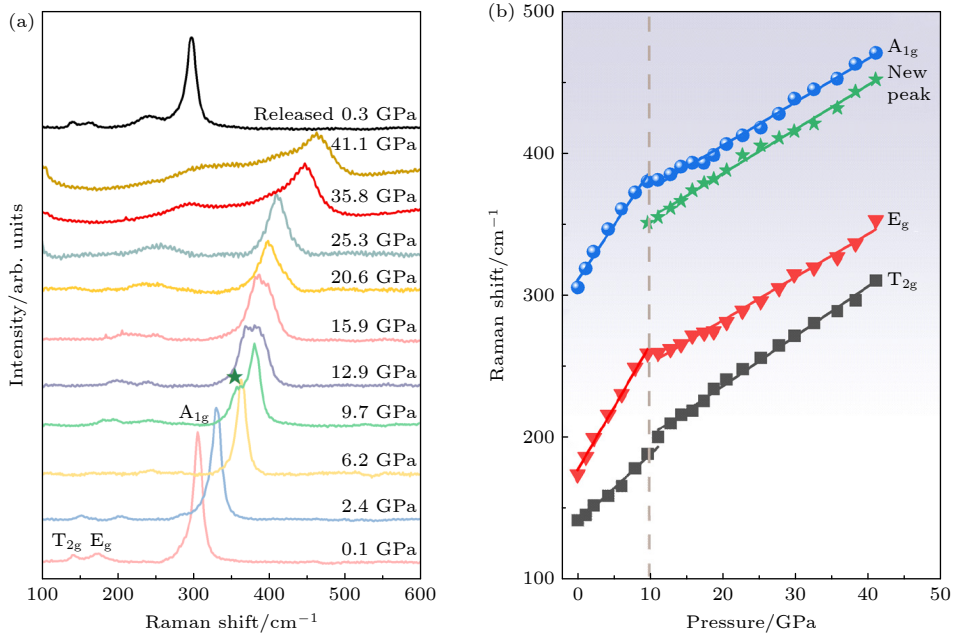 (a)
Intensity/arb. units
Released 0.3 GPa
41.1 GPa
35.8 GPa
25.3 GPa
20.6 GPa
15.9 GPa
12.9 GPa
9.7 GPa
A1g
6.2 GPa
2.4 GPa
T2g Eg
0.1 GPa
100 200 300 400 500 600
Raman shift/cm−1
(b)
Raman shift/cm−1
500
400
300
200
100
A1g
New
peak
Eg
T2g
0 10 20 30 40 50
Pressure/GPa